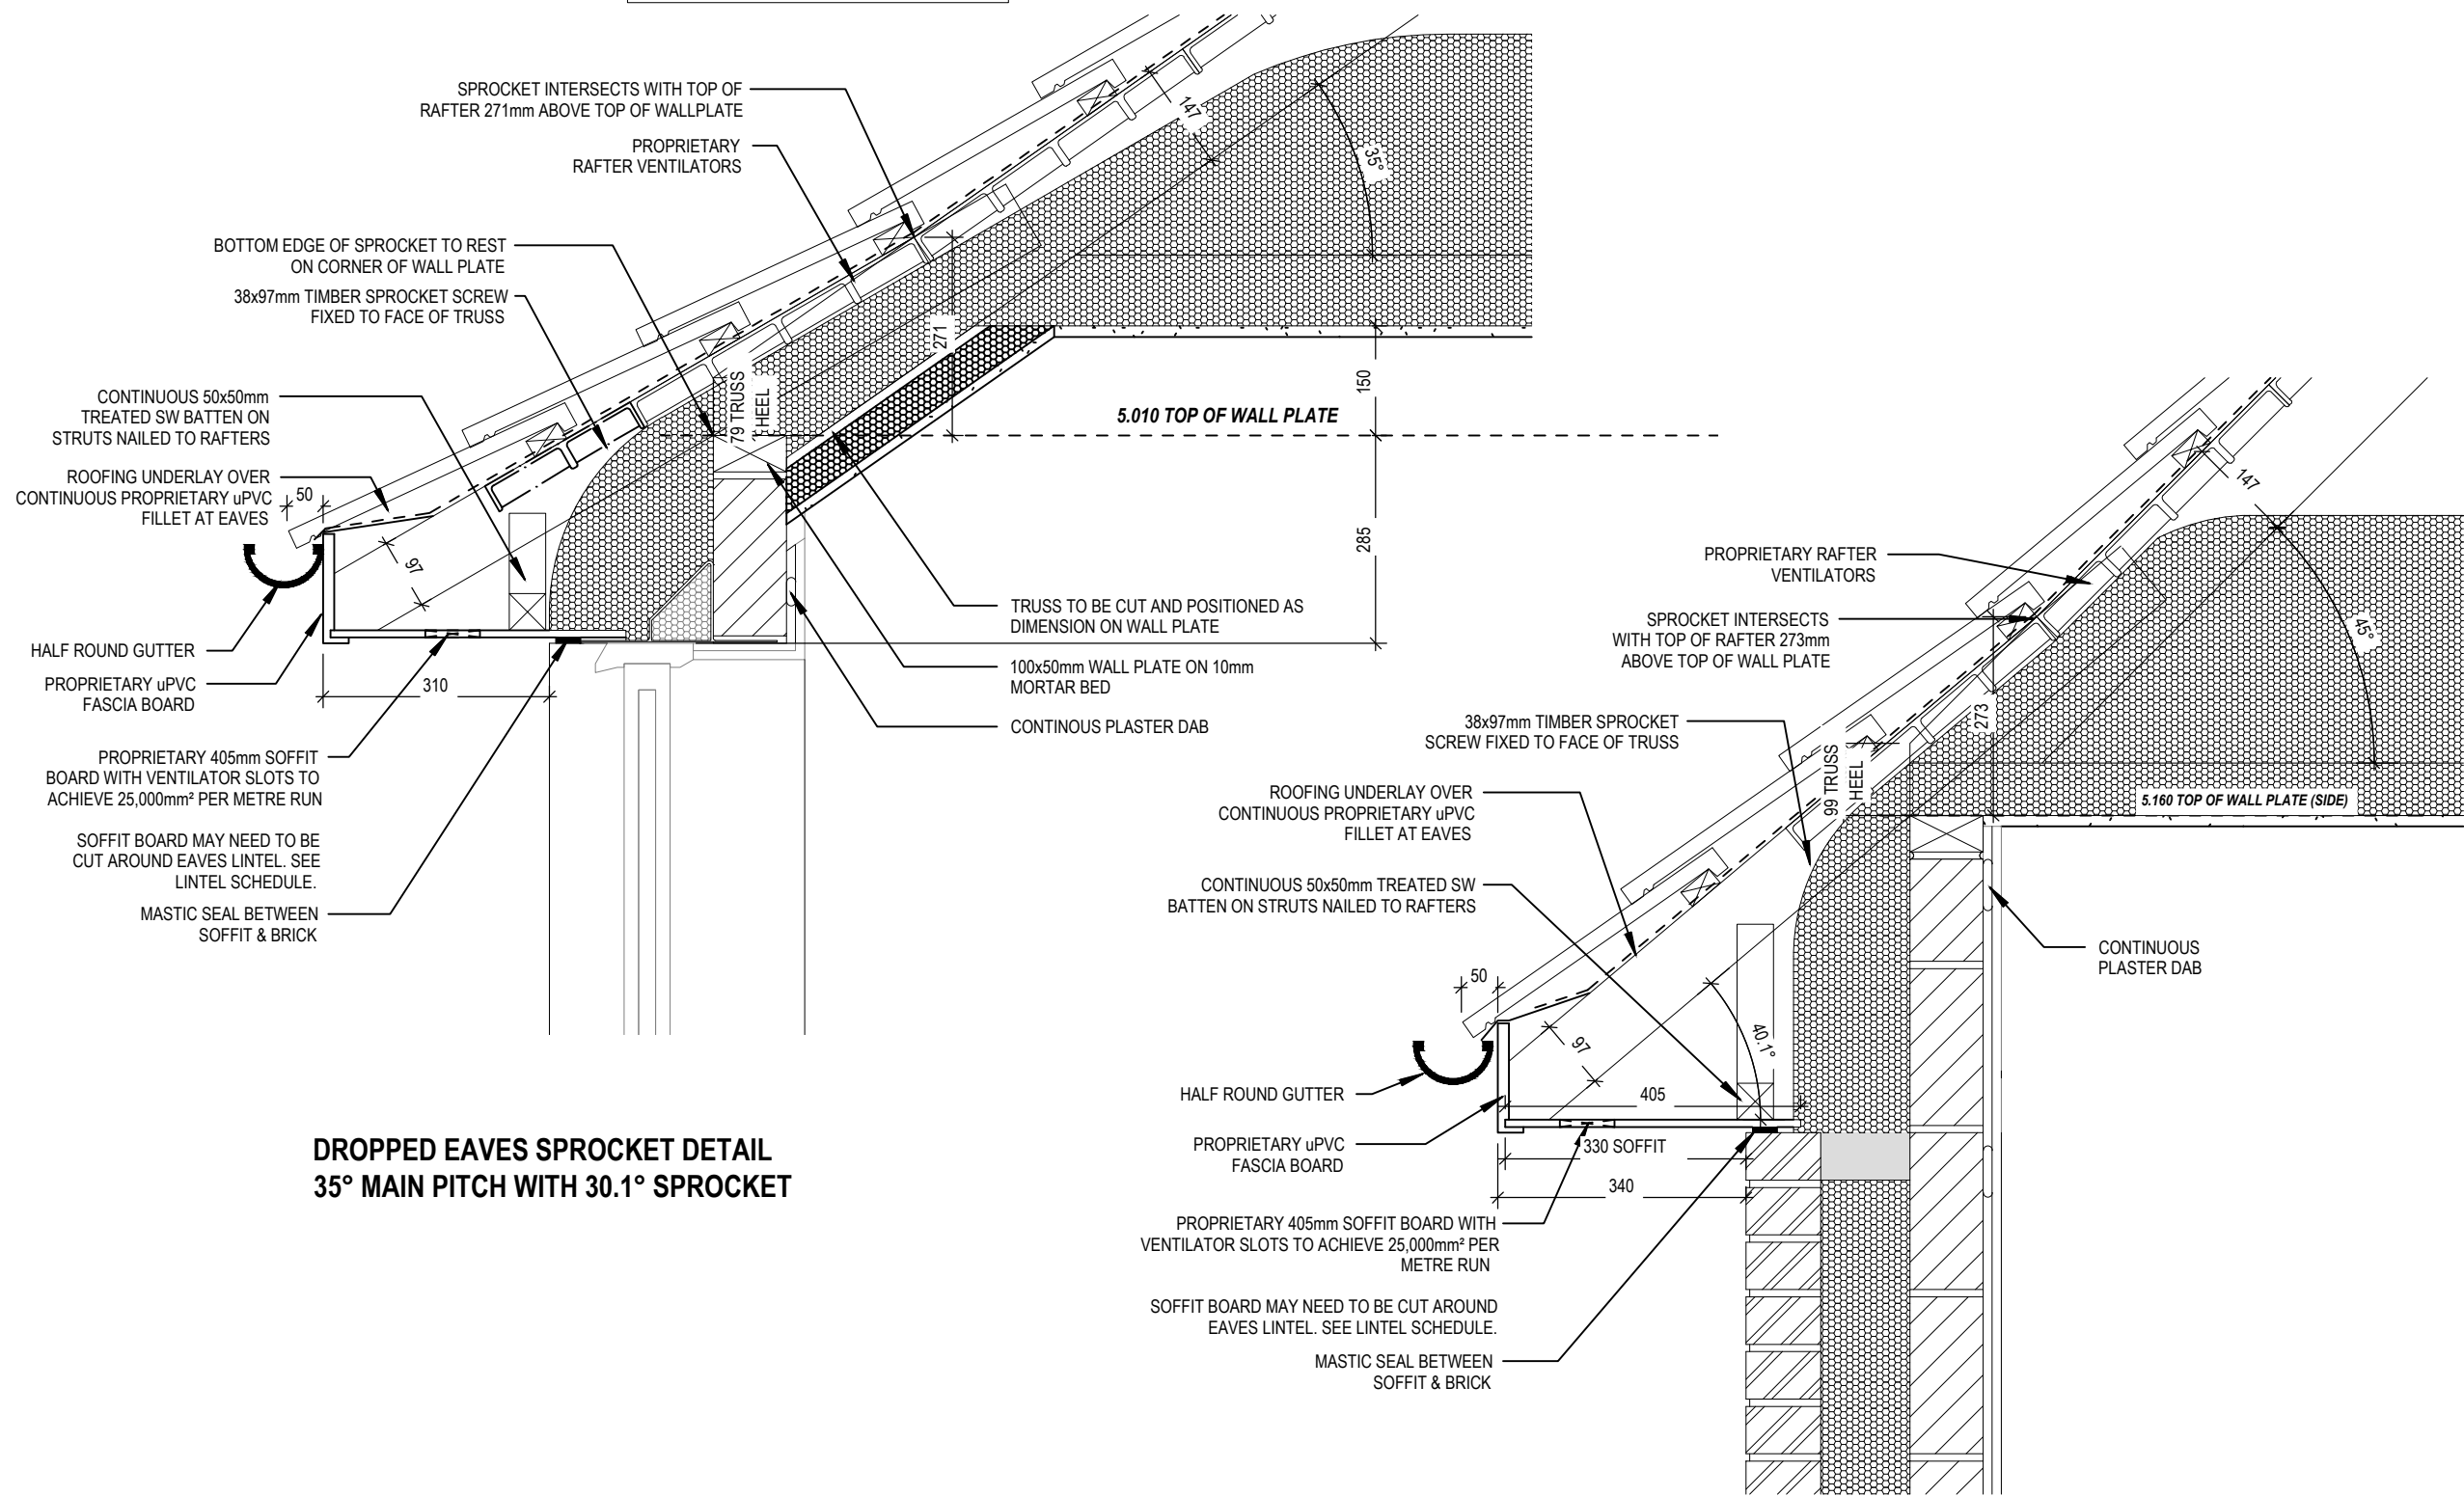 SPROCKET INTERSECTS WITH TOP OF
RAFTER 271mm ABOVE TOP OF WALLPLATE
PROPRIETARY
RAFTER VENTILATORS
BOTTOM EDGE OF SPROCKET TO REST
ON CORNER OF WALL PLATE
38x97mm TIMBER SPROCKET SCREW
FIXED TO FACE OF TRUSS
CONTINUOUS 50x50mm
TREATED SW BATTEN ON
STRUTS NAILED TO RAFTERS
ROOFING UNDERLAY OVER
CONTINUOUS PROPRIETARY uPVC
FILLET AT EAVES
50
97
HALF ROUND GUTTER
PROPRIETARY uPVC
FASCIA BOARD
310
PROPRIETARY 405mm SOFFIT
BOARD WITH VENTILATOR SLOTS TO
ACHIEVE 25,000mm² PER METRE RUN
SOFFIT BOARD MAY NEED TO BE
CUT AROUND EAVES LINTEL. SEE
LINTEL SCHEDULE.
MASTIC SEAL BETWEEN
SOFFIT & BRICK
147
35°
271
79 TRUSS
HEEL
150
5.010 TOP OF WALL PLATE
285
TRUSS TO BE CUT AND POSITIONED AS
DIMENSION ON WALL PLATE
100x50mm WALL PLATE ON 10mm
MORTAR BED
CONTINOUS PLASTER DAB
DROPPED EAVES SPROCKET DETAIL
35° MAIN PITCH WITH 30.1° SPROCKET
147
PROPRIETARY RAFTER
VENTILATORS
SPROCKET INTERSECTS
WITH TOP OF RAFTER 273mm
ABOVE TOP OF WALL PLATE
45°
273
38x97mm TIMBER SPROCKET
SCREW FIXED TO FACE OF TRUSS
99 TRUSS
HEEL
5.160 TOP OF WALL PLATE (SIDE)
ROOFING UNDERLAY OVER
CONTINUOUS PROPRIETARY uPVC
FILLET AT EAVES
CONTINUOUS 50x50mm TREATED SW
BATTEN ON STRUTS NAILED TO RAFTERS
CONTINUOUS
PLASTER DAB
50
97
40.1°
HALF ROUND GUTTER
405
PROPRIETARY uPVC
FASCIA BOARD
330 SOFFIT
340
PROPRIETARY 405mm SOFFIT BOARD WITH
VENTILATOR SLOTS TO ACHIEVE 25,000mm² PER
METRE RUN
SOFFIT BOARD MAY NEED TO BE CUT AROUND
EAVES LINTEL. SEE LINTEL SCHEDULE.
MASTIC SEAL BETWEEN
SOFFIT & BRICK